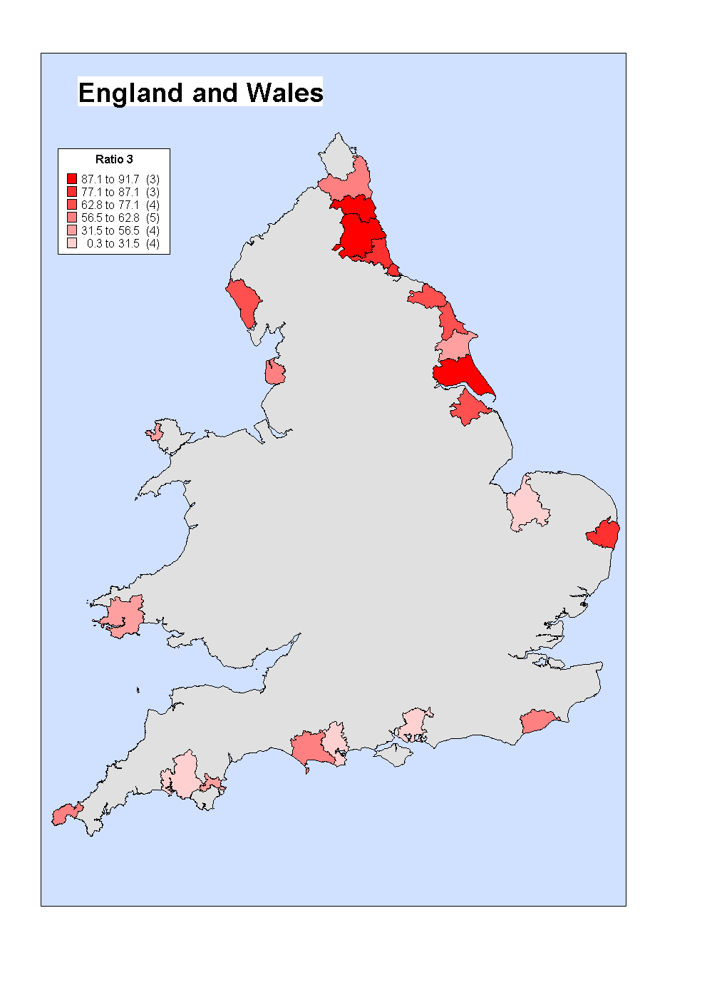 England and Wales
Ratio 3
87.1 to 91.7 (3)
77.1 to 87.1 (3)
62.8 to 77.1 (4)
56.5 to 62.8 (5)
31.5 to 56.5 (4)
0.3 to 31.5 (4)